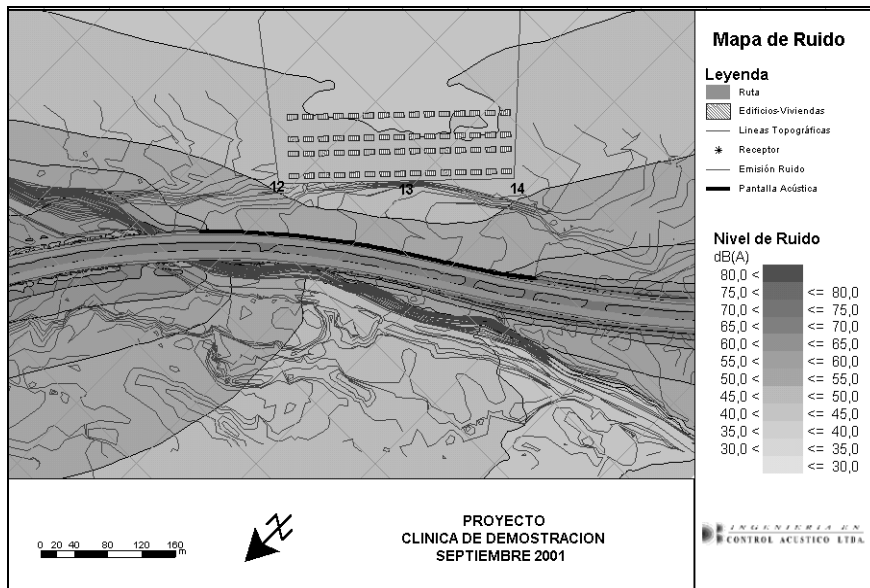 Mapa de Ruido
Leyenda
Ruta
Edificios-Viviendas
Lineas Topográficas
Receptor
Emisión Ruido
Pantalla Acústica
12
13
14
Nivel de Ruido
dB(A)
80,0 <
75,0 < <= 80,0
70,0 < <= 75,0
65,0 < <= 70,0
60,0 < <= 65,0
55,0 < <= 60,0
50,0 < <= 55,0
45,0 < <= 50,0
40,0 < <= 45,0
35,0 < <= 40,0
30,0 < <= 35,0
<= 30,0
0 20 40 80 120 160
m
N
PROYECTO
CLINICA DE DEMOSTRACION
SEPTIEMBRE 2001
INGENIERIA EN
CONTROL ACUSTICO LTDA.